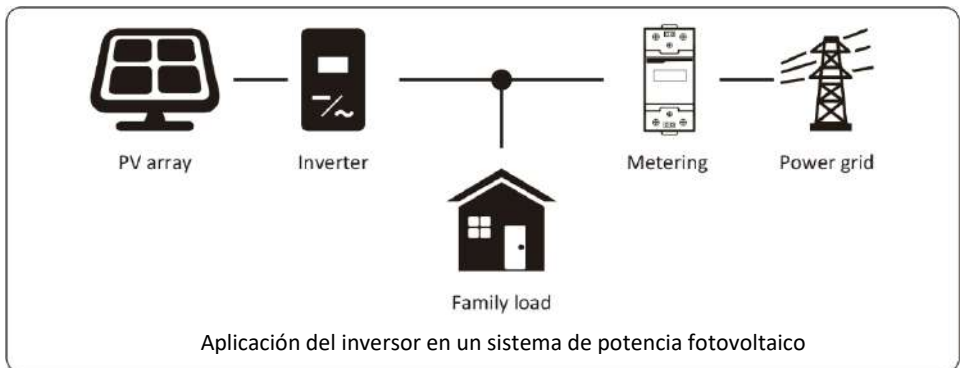 PV array
Inverter
Metering
Power grid
Family load
Aplicación del inversor en un sistema de potencia fotovoltaico